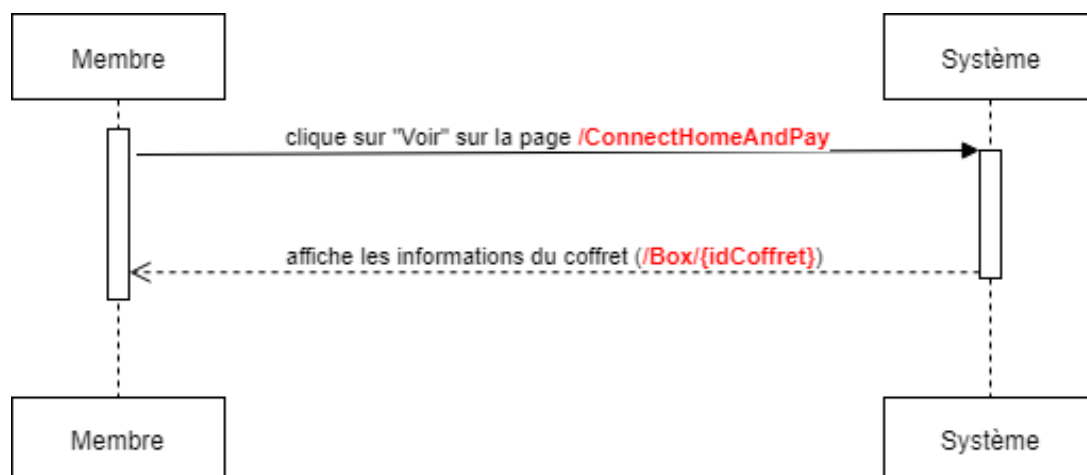 Membre
Système
clique sur "Voir" sur la page /ConnectHomeAndPay
affiche les informations du coffret (/Box/{idCoffret})
Membre
Système